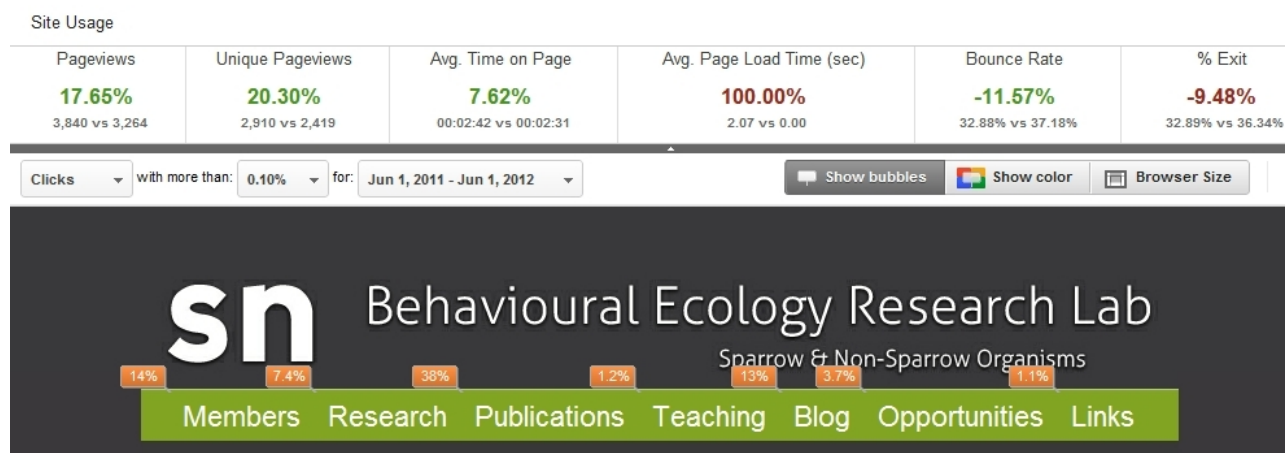 Site Usage
Pageviews Unique Pageviews Avg. Time on Page Avg. Page Load Time (sec) Bounce Rate % Exit
17.65% 20.30% 7.62% 100.00% -11.57% -9.48%
3,840 vs 3,264 2,910 vs 2,419 00:02:42 vs 00:02:31 2.07 vs 0.00 32.88% vs 37.18% 32.89% vs 36.34%
Clicks with more than: 0.10% for: Jun 1, 2011 - Jun 1, 2012 Show bubbles Show color Browser Size
sn Behavioural Ecology Research Lab
Sparrow & Non-Sparrow Organisms
14% 7.4% 38% 1.2% 13% 3.7% 1.1%
Members Research Publications Teaching Blog Opportunities Links